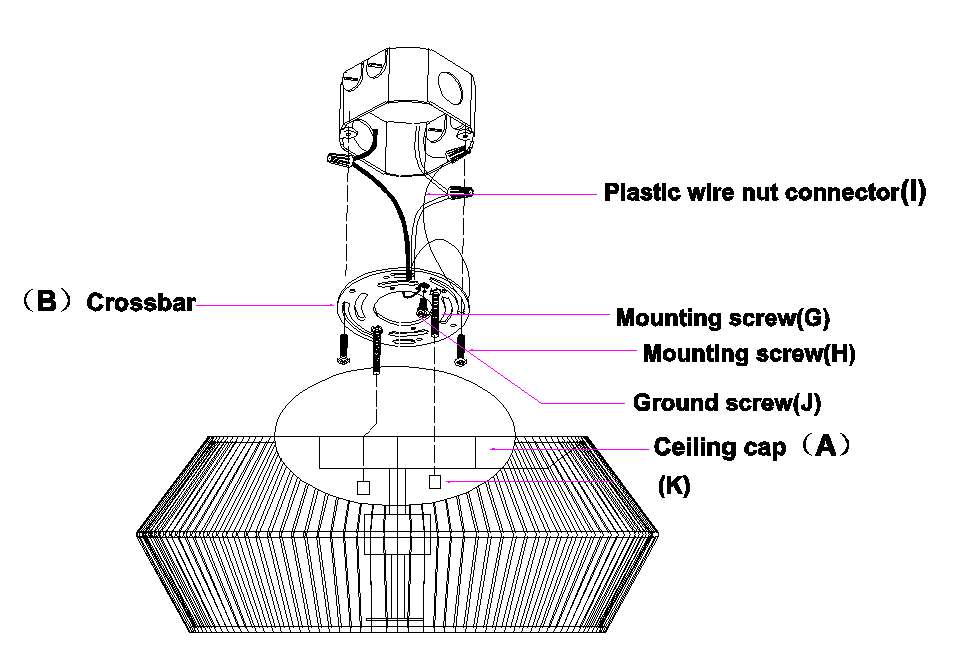 Plastic wire nut connector(I)
（B）Crossbar
Mounting screw(G)
Mounting screw(H)
Ground screw(J)
Ceiling cap（A）
(K)